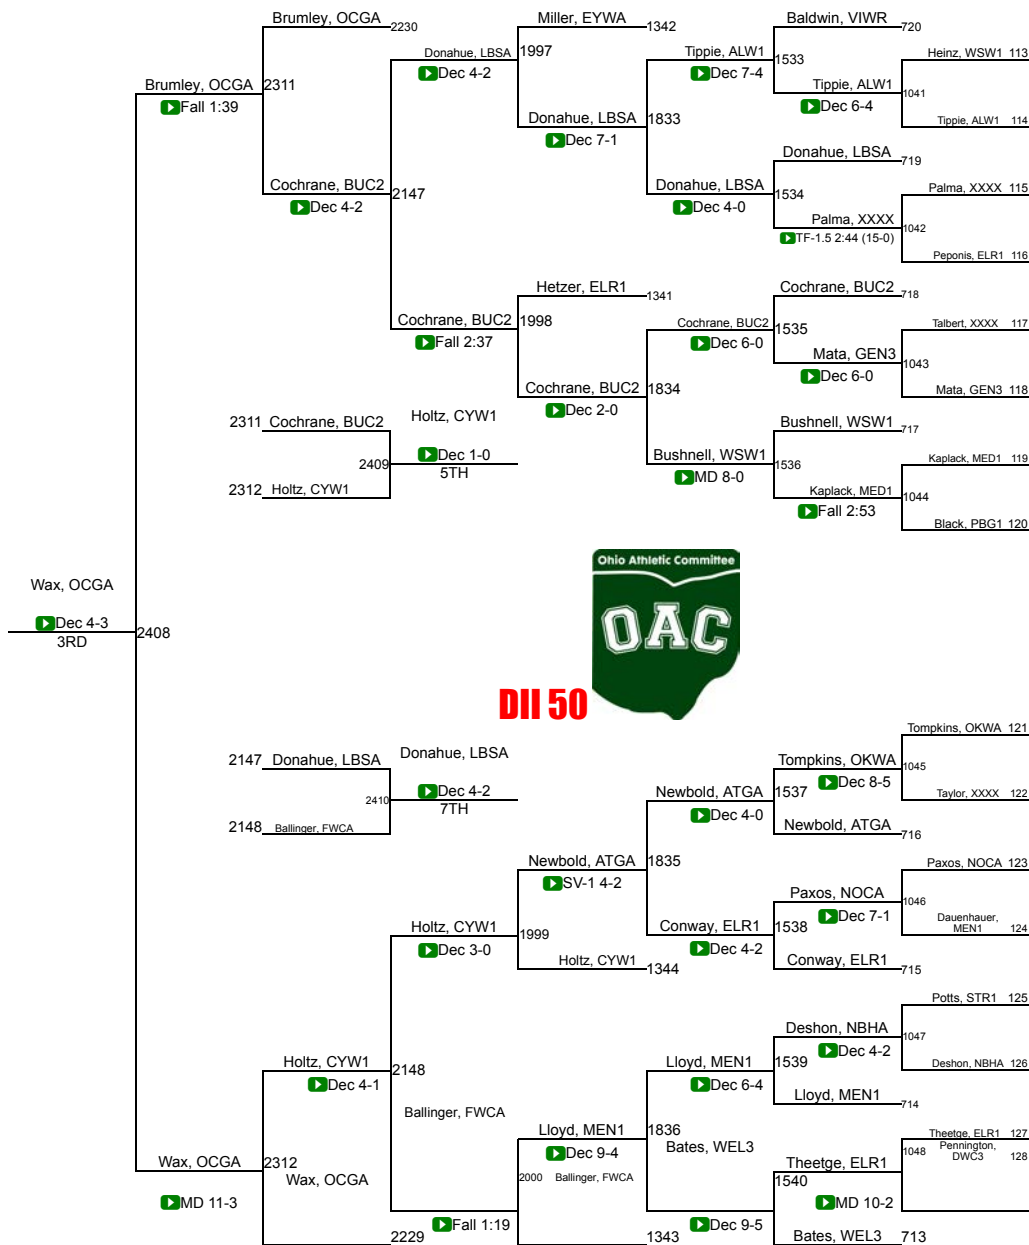 Brumley, OCGA
2230
Miller, EYWA
1342
Baldwin, VIWR
720
Donahue, LBSA
1997
Dec 4-2
Tippie, ALW1
1533
Dec 7-4
Heinz, WSW1 113
Brumley, OCGA
2311
Fall 1:39
Tippie, ALW1
1041
Dec 6-4
Donahue, LBSA
1833
Dec 7-1
Tippie, ALW1 114
Donahue, LBSA
719
Cochrane, BUC2
2147
Dec 4-2
Donahue, LBSA
1534
Dec 4-0
Palma, XXXX 115
Palma, XXXX
1042
TF-1.5 2:44 (15-0)
Peponis, ELR1 116
Hetzer, ELR1
1341
Cochrane, BUC2
718
Cochrane, BUC2
1998
Fall 2:37
Cochrane, BUC2
1535
Dec 6-0
Talbert, XXXX 117
Mata, GEN3
1043
Dec 6-0
Cochrane, BUC2
1834
Dec 2-0
Mata, GEN3 118
2311 Cochrane, BUC2
Holtz, CYW1
Bushnell, WSW1
717
2409
Dec 1-0
5TH
Bushnell, WSW1
1536
MD 8-0
Kaplack, MED1 119
2312 Holtz, CYW1
Kaplack, MED1
1044
Fall 2:53
Black, PBG1 120
Ohio Athletic Committee
OAC
Wax, OCGA
Dec 4-3
3RD
2408
DII 50
2147 Donahue, LBSA
Donahue, LBSA
2410
Dec 4-2
7TH
2148 Ballinger, FWCA
Tompkins, OKWA 121
Tompkins, OKWA
1045
Dec 8-5
Taylor, XXXX 122
Newbold, ATGA
1537
Dec 4-0
Newbold, ATGA
716
Newbold, ATGA
1835
SV-1 4-2
Paxos, NOCA 123
Paxos, NOCA
1046
Dec 7-1
Dauenhauer,
MEN1 124
Holtz, CYW1
1999
Dec 3-0
Conway, ELR1
1538
Dec 4-2
Holtz, CYW1
1344
Conway, ELR1
715
Potts, STR1 125
Deshon, NBHA
1047
Dec 4-2
Deshon, NBHA 126
Holtz, CYW1
2148
Dec 4-1
Lloyd, MEN1
1539
Dec 6-4
Lloyd, MEN1
714
Ballinger, FWCA
Lloyd, MEN1
1836
Dec 9-4
Bates, WEL3
Theetge, ELR1 127
1048
Pennington,
DWC3 128
Wax, OCGA
2312
MD 11-3
Wax, OCGA
2000 Ballinger, FWCA
Theetge, ELR1
1540
MD 10-2
2229
Fall 1:19
1343
Dec 9-5
Bates, WEL3
713